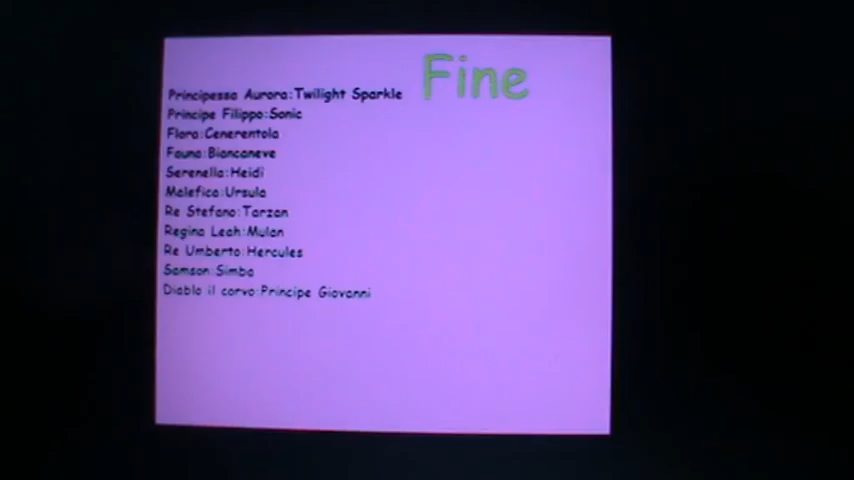 Fine
Principessa Aurora:Twilight Sparkle
Principe Filippo:Sonic
Flora:Cenerentola
Fauna:Biancaneve
Serenella:Heidi
Malefica:Ursula
Re Stefano:Tarzan
Regina Leah:Mulan
Re Umberto:Hercules
Samson:Simba
Diablo il corvo:Principe Giovanni